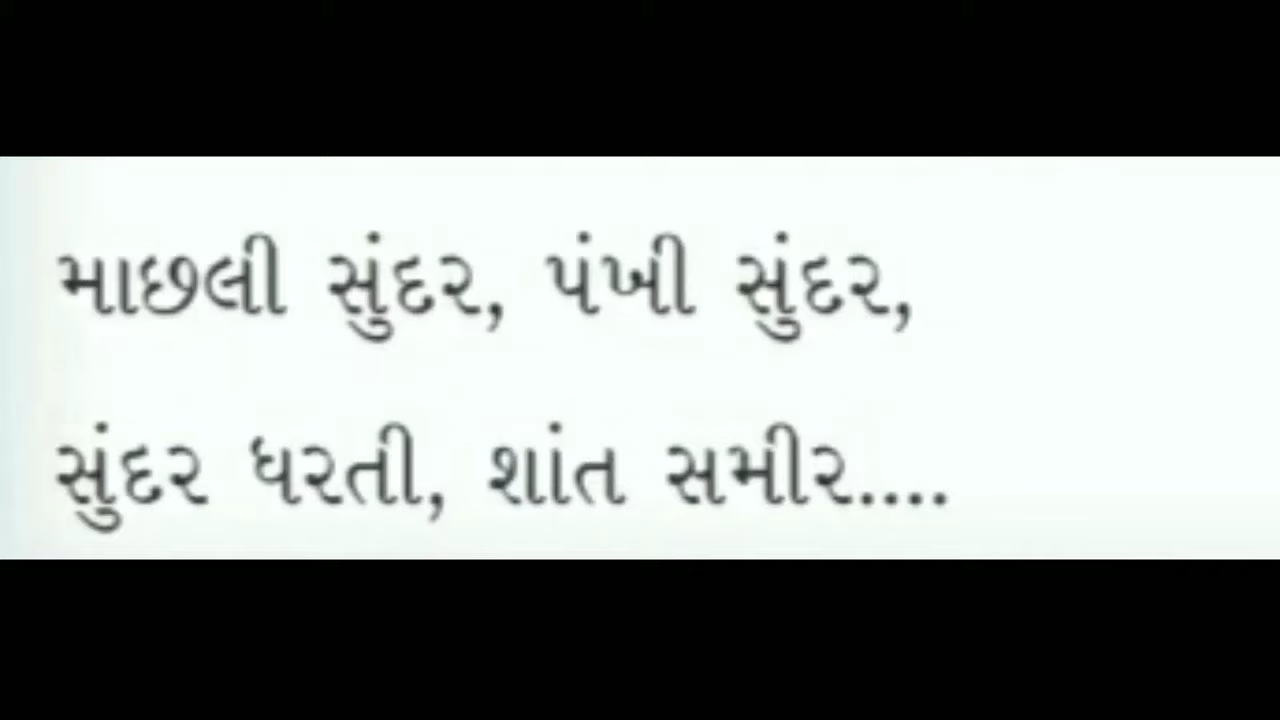 માછલી સુંદર, પંખી સુંદર,
સુંદર ધરતી, શાંત સમીર....